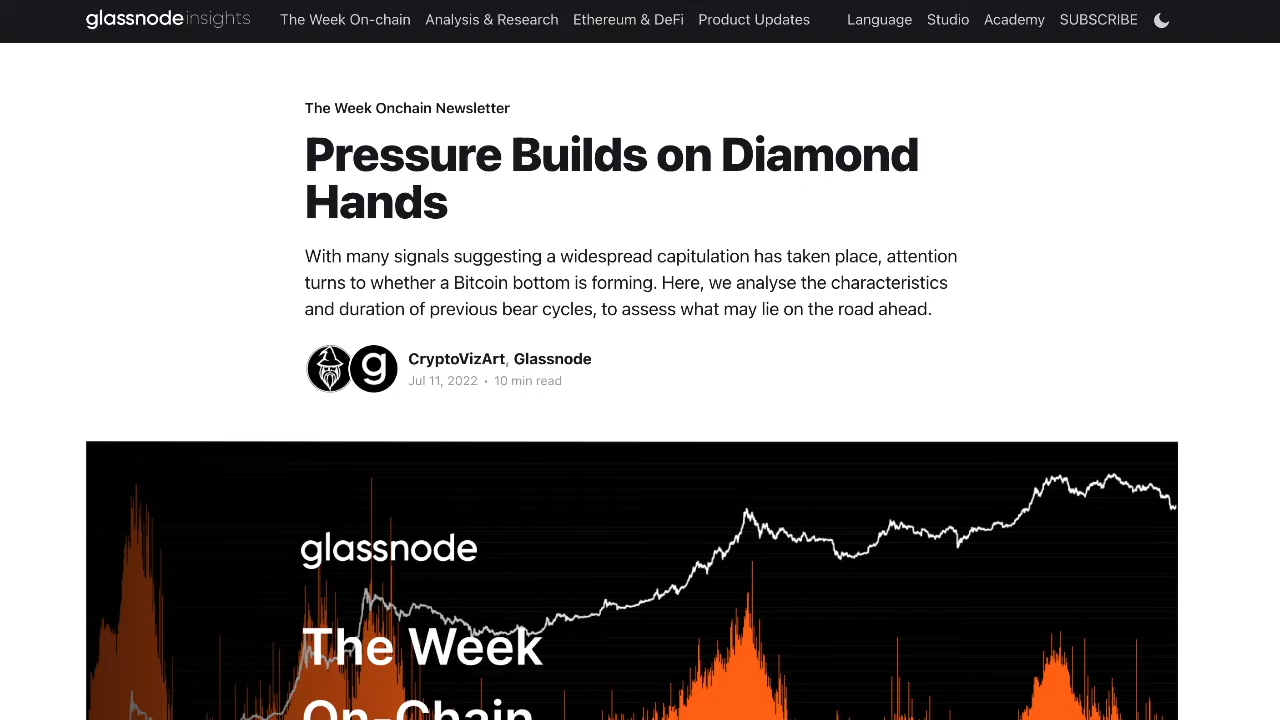 glassnode insights The Week On-chain Analysis & Research Ethereum & DeFi Product Updates Language Studio Academy SUBSCRIBE
The Week Onchain Newsletter
Pressure Builds on Diamond
Hands
With many signals suggesting a widespread capitulation has taken place, attention
turns to whether a Bitcoin bottom is forming. Here, we analyse the characteristics
and duration of previous bear cycles, to assess what may lie on the road ahead.
CryptoVizArt, Glassnode
Jul 11, 2022 • 10 min read
g
glassnode
The Week
On-Chain